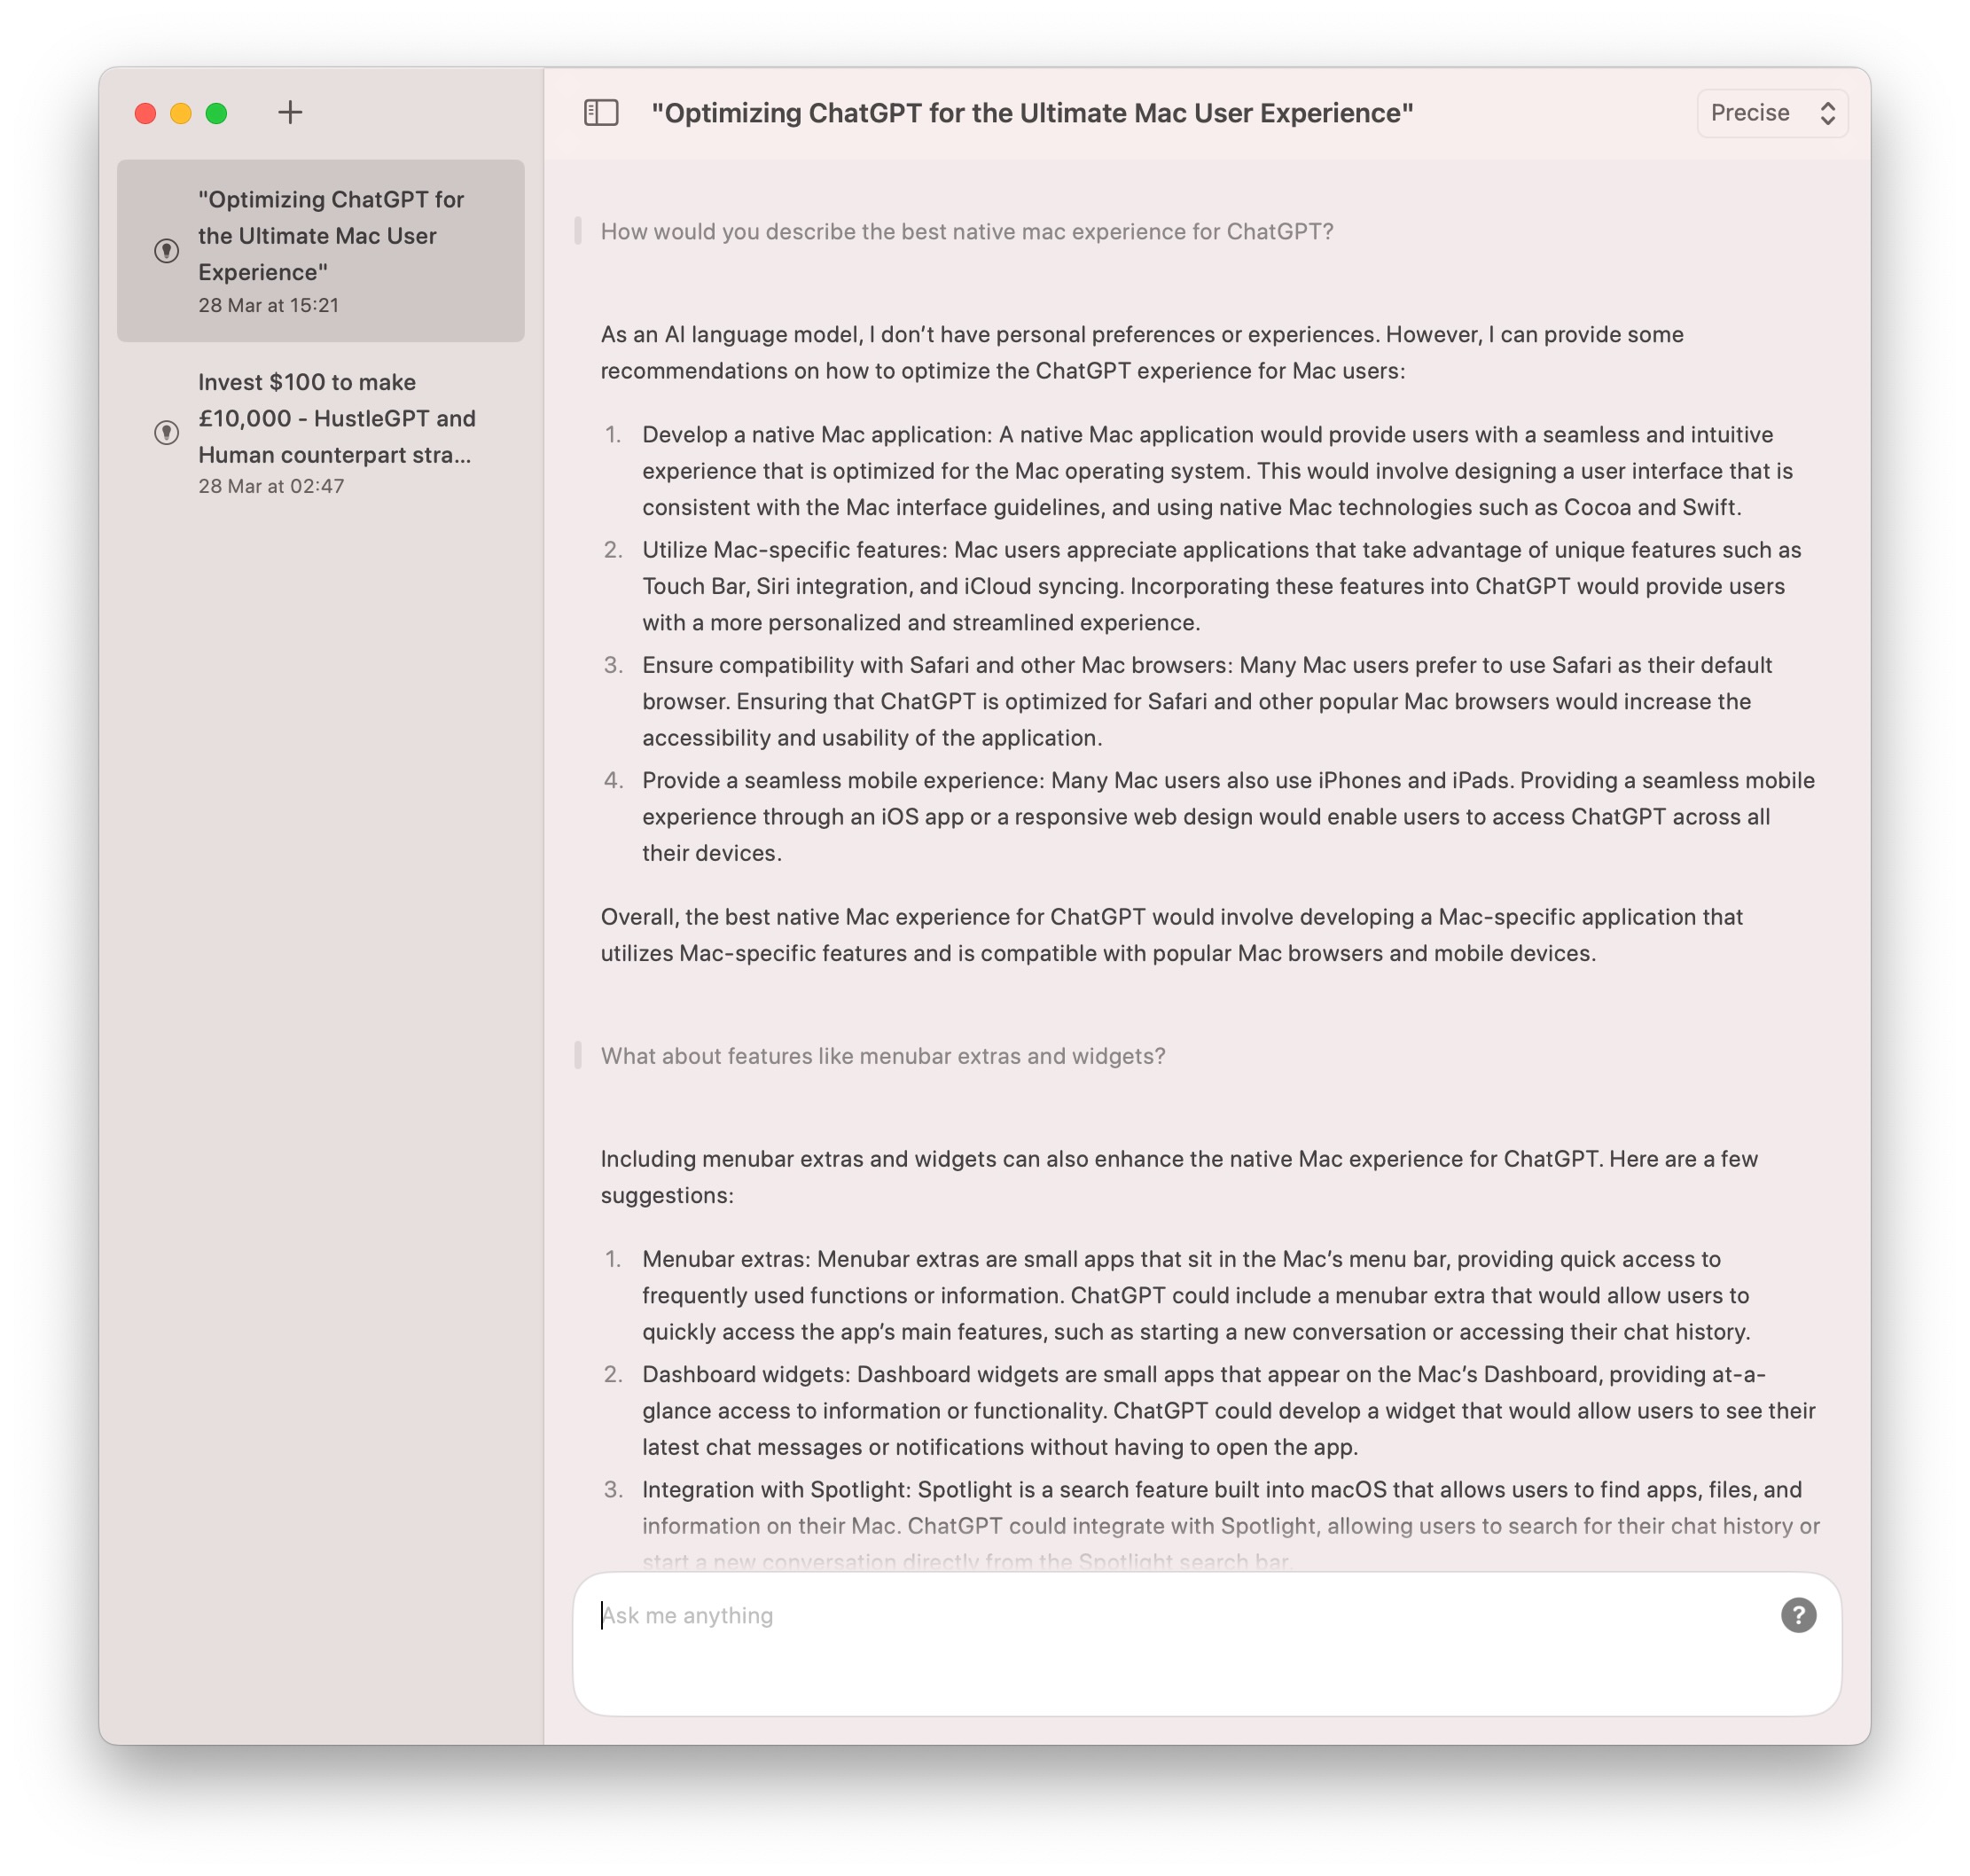 "Optimizing ChatGPT for
the Ultimate Mac User
Experience"
28 Mar at 15:21
Invest $100 to make
£10,000 - HustleGPT and
Human counterpart stra...
28 Mar at 02:47
"Optimizing ChatGPT for the Ultimate Mac User Experience"
Precise
How would you describe the best native mac experience for ChatGPT?
As an AI language model, I don’t have personal preferences or experiences. However, I can provide some
recommendations on how to optimize the ChatGPT experience for Mac users:
1. Develop a native Mac application: A native Mac application would provide users with a seamless and intuitive
experience that is optimized for the Mac operating system. This would involve designing a user interface that is
consistent with the Mac interface guidelines, and using native Mac technologies such as Cocoa and Swift.
2. Utilize Mac-specific features: Mac users appreciate applications that take advantage of unique features such as
Touch Bar, Siri integration, and iCloud syncing. Incorporating these features into ChatGPT would provide users
with a more personalized and streamlined experience.
3. Ensure compatibility with Safari and other Mac browsers: Many Mac users prefer to use Safari as their default
browser. Ensuring that ChatGPT is optimized for Safari and other popular Mac browsers would increase the
accessibility and usability of the application.
4. Provide a seamless mobile experience: Many Mac users also use iPhones and iPads. Providing a seamless mobile
experience through an iOS app or a responsive web design would enable users to access ChatGPT across all
their devices.
Overall, the best native Mac experience for ChatGPT would involve developing a Mac-specific application that
utilizes Mac-specific features and is compatible with popular Mac browsers and mobile devices.
What about features like menubar extras and widgets?
Including menubar extras and widgets can also enhance the native Mac experience for ChatGPT. Here are a few
suggestions:
1. Menubar extras: Menubar extras are small apps that sit in the Mac’s menu bar, providing quick access to
frequently used functions or information. ChatGPT could include a menubar extra that would allow users to
quickly access the app’s main features, such as starting a new conversation or accessing their chat history.
2. Dashboard widgets: Dashboard widgets are small apps that appear on the Mac’s Dashboard, providing at-a-
glance access to information or functionality. ChatGPT could develop a widget that would allow users to see their
latest chat messages or notifications without having to open the app.
3. Integration with Spotlight: Spotlight is a search feature built into macOS that allows users to find apps, files, and
information on their Mac. ChatGPT could integrate with Spotlight, allowing users to search for their chat history or
start a new conversation directly from the Spotlight search bar.
Ask me anything
?